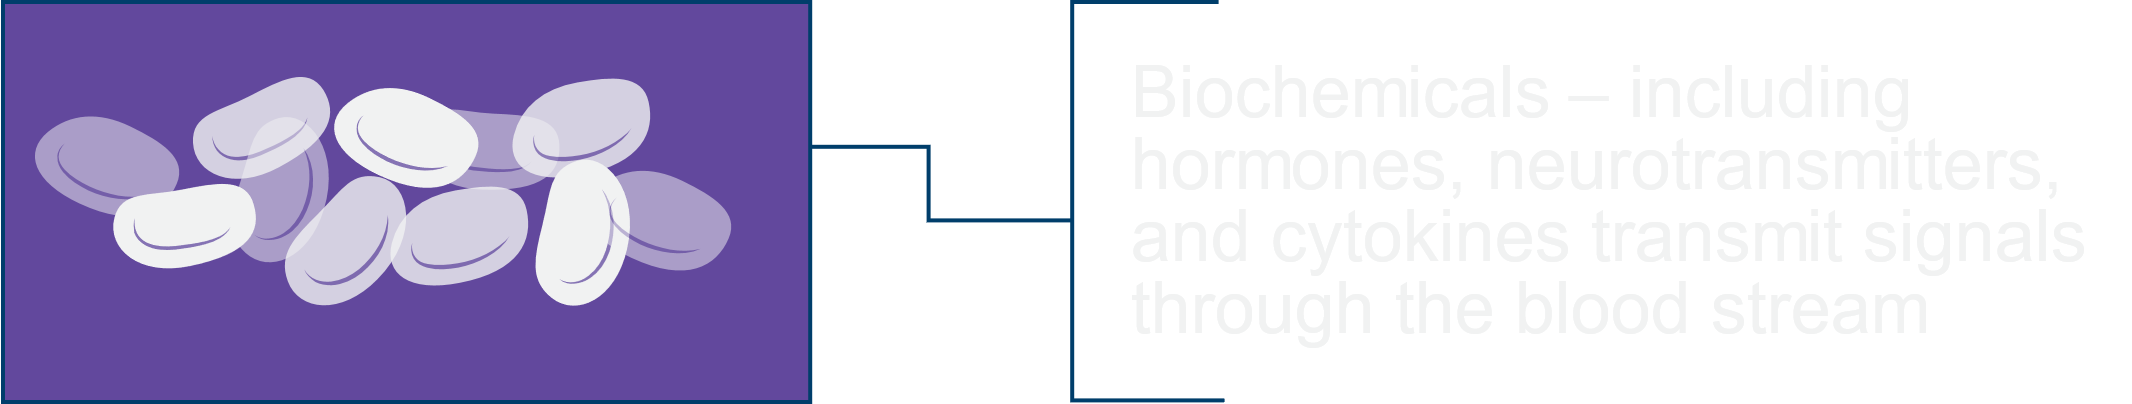 Biochemicals – including
hormones, neurotransmitters,
and cytokines transmit signals
through the blood stream